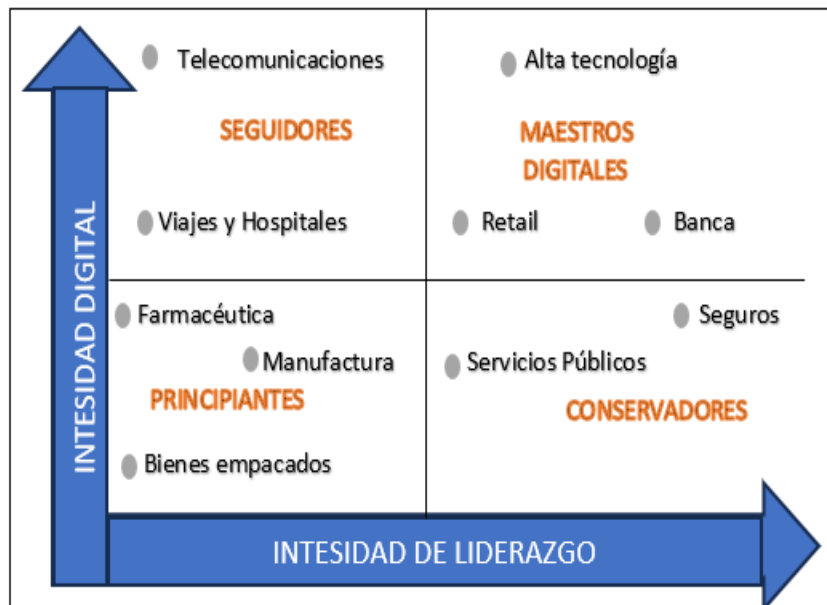 Telecomunicaciones
SEGUIDORES
Viajes y Hospitales
Alta tecnología
MAESTROS
DIGITALES
Retail
Banca
Farmacéutica
Manufactura
PRINCIPIANTES
Bienes empacados
Seguros
Servicios Públicos
CONSERVADORES
INTESIDAD DIGITAL
INTESIDAD DE LIDERAZGO